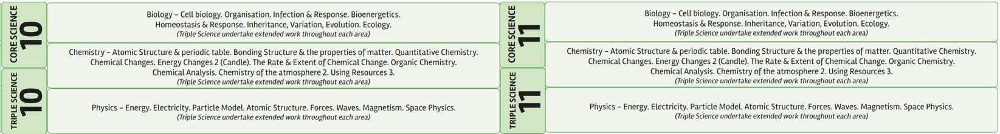 CORE SCIENCE
10
TRIPLE SCIENCE
10
Biology – Cell biology. Organisation. Infection & Response. Bioenergetics.
Homeostasis & Response. Inheritance, Variation, Evolution. Ecology.
(Triple Science undertake extended work throughout each area)
Chemistry – Atomic Structure & periodic table. Bonding Structure & the properties of matter. Quantitative Chemistry.
Chemical Changes. Energy Changes 2 (Candle). The Rate & Extent of Chemical Change. Organic Chemistry.
Chemical Analysis. Chemistry of the atmosphere 2. Using Resources 3.
(Triple Science undertake extended work throughout each area)
Physics – Energy. Electricity. Particle Model. Atomic Structure. Forces. Waves. Magnetism. Space Physics.
(Triple Science undertake extended work throughout each area)
CORE SCIENCE
11
TRIPLE SCIENCE
11
Biology – Cell biology. Organisation. Infection & Response. Bioenergetics.
Homeostasis & Response. Inheritance, Variation, Evolution. Ecology.
(Triple Science undertake extended work throughout each area)
Chemistry – Atomic Structure & periodic table. Bonding Structure & the properties of matter. Quantitative Chemistry.
Chemical Changes. Energy Changes 2 (Candle). The Rate & Extent of Chemical Change. Organic Chemistry.
Chemical Analysis. Chemistry of the atmosphere 2. Using Resources 3.
(Triple Science undertake extended work throughout each area)
Physics – Energy. Electricity. Particle Model. Atomic Structure. Forces. Waves. Magnetism. Space Physics.
(Triple Science undertake extended work throughout each area)